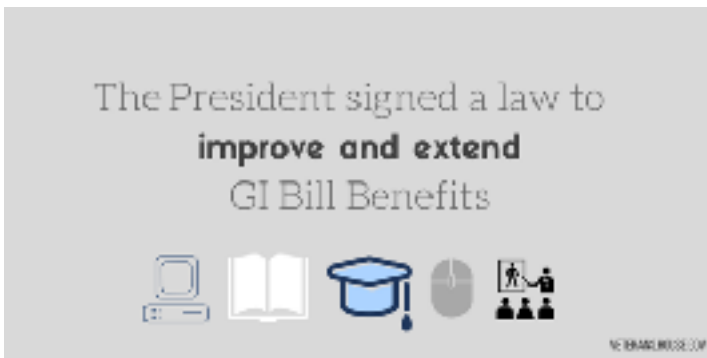 The President signed a law to
improve and extend
GI Bill Benefits